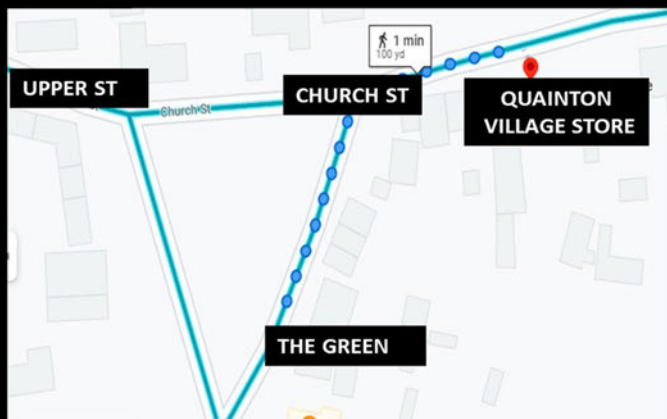 1 min
100 yd
UPPER ST
Church St
CHURCH ST
QUAINTON
VILLAGE STORE
THE GREEN